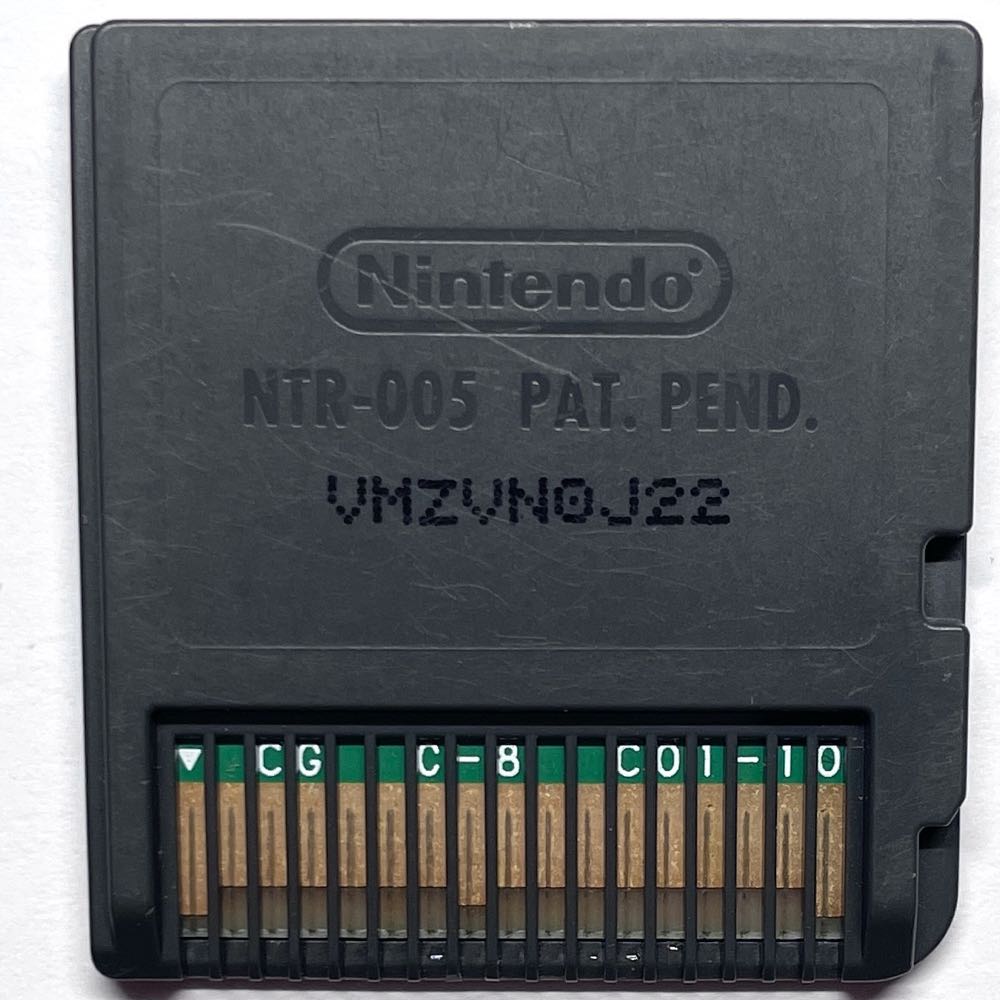 Nintendo
NTR-005 PAT. PEND.
VMZVN0J22
CG C-8 C01-10